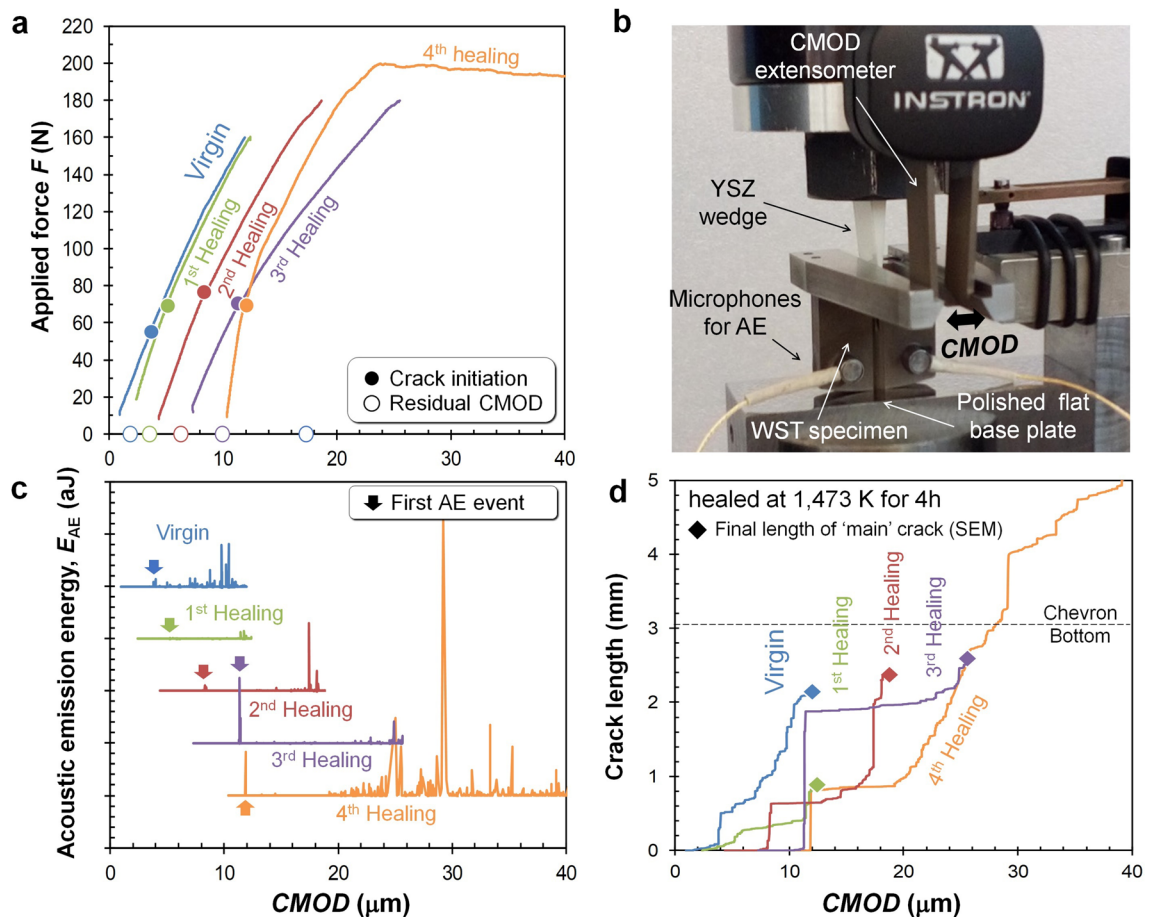 a
220
200
180
160
140
120
100
80
60
40
20
0
Applied force F (N)
0
10
20
30
40
Virgin
1st Healing
2nd Healing
3rd Healing
4th healing
Crack initiation
Residual CMOD
b
CMOD
extensometer
INSTRON
YSZ
wedge
Microphones
for AE
CMOD
WST specimen
Polished flat
base plate
c
Acoustic emission energy, EAE (aJ)
First AE event
Virgin
1st Healing
2nd Healing
3rd Healing
4th Healing
0
10
20
30
40
CMOD (μm)
d
5
4
3
2
1
0
Crack length (mm)
healed at 1,473 K for 4h
Final length of ‘main’ crack (SEM)
Virgin
1st Healing
2nd Healing
3rd Healing
4th Healing
Chevron
Bottom
0
10
20
30
40
CMOD (μm)